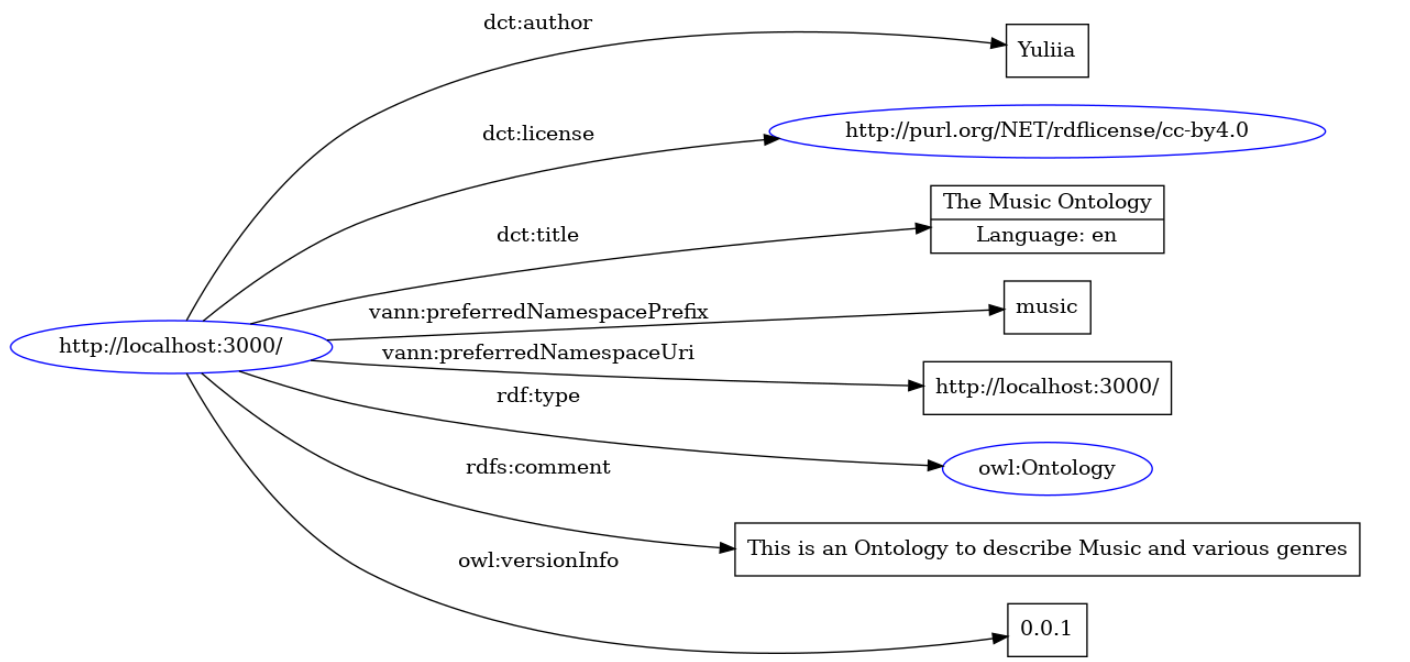 dct:author
Yuliia
dct:license
http://purl.org/NET/rdflicense/cc-by4.0
dct:title
The Music Ontology
Language: en
vann:preferredNamespacePrefix
music
http://localhost:3000/
vann:preferredNamespaceUri
http://localhost:3000/
rdf:type
owl:Ontology
rdfs:comment
This is an Ontology to describe Music and various genres
owl:versionInfo
0.0.1